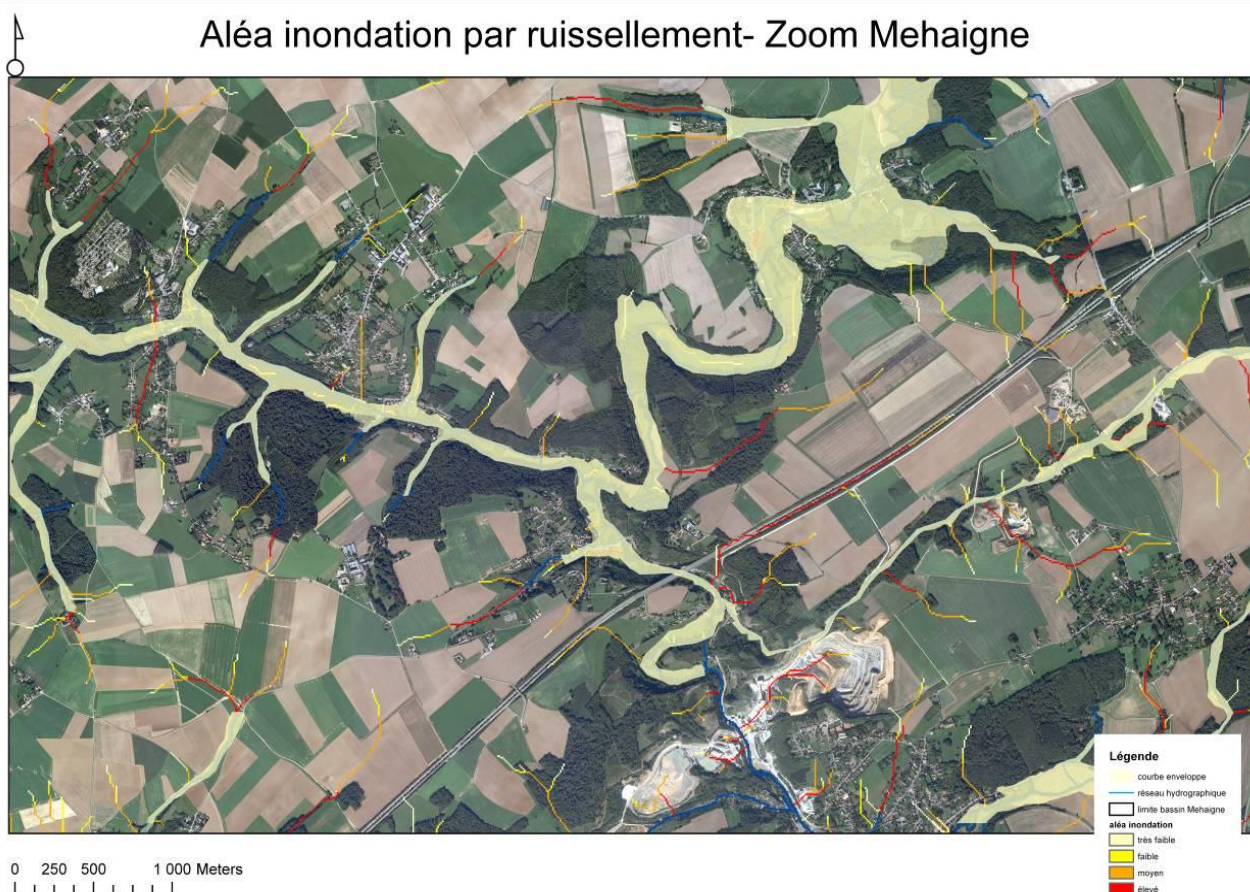 Aléa inondation par ruissellement- Zoom Mehaigne
Légende
courbe enveloppe
réseau hydrographique
limite bassin Mehaigne
aléa inondation
très faible
faible
moyen
élevé
0 250 500 1 000 Meters